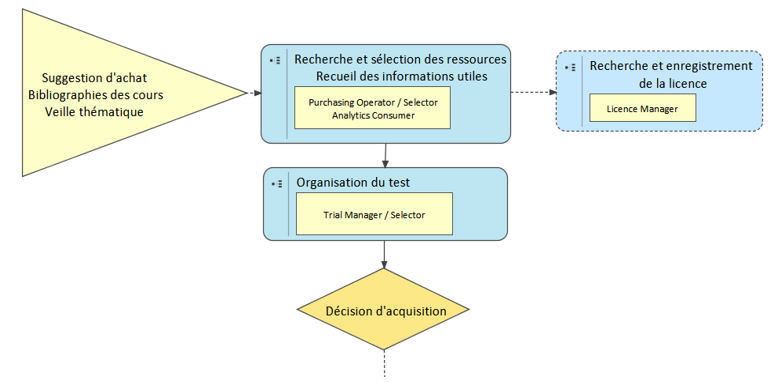 Suggestion d'achat
Bibliographies des cours
Veille thématique
Recherche et sélection des ressources
Recueil des informations utiles
Purchasing Operator / Selector
Analytics Consumer
Recherche et enregistrement
de la licence
Licence Manager
Organisation du test
Trial Manager / Selector
Décision d'acquisition